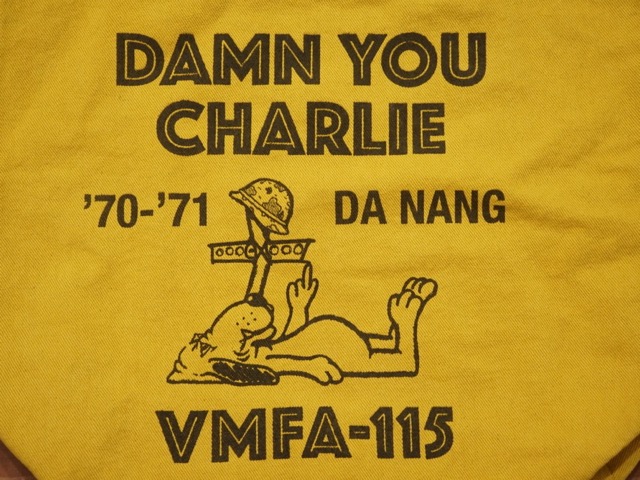 DAMN YOU
CHARLIE
'70-'71 DA NANG
VMFA-115